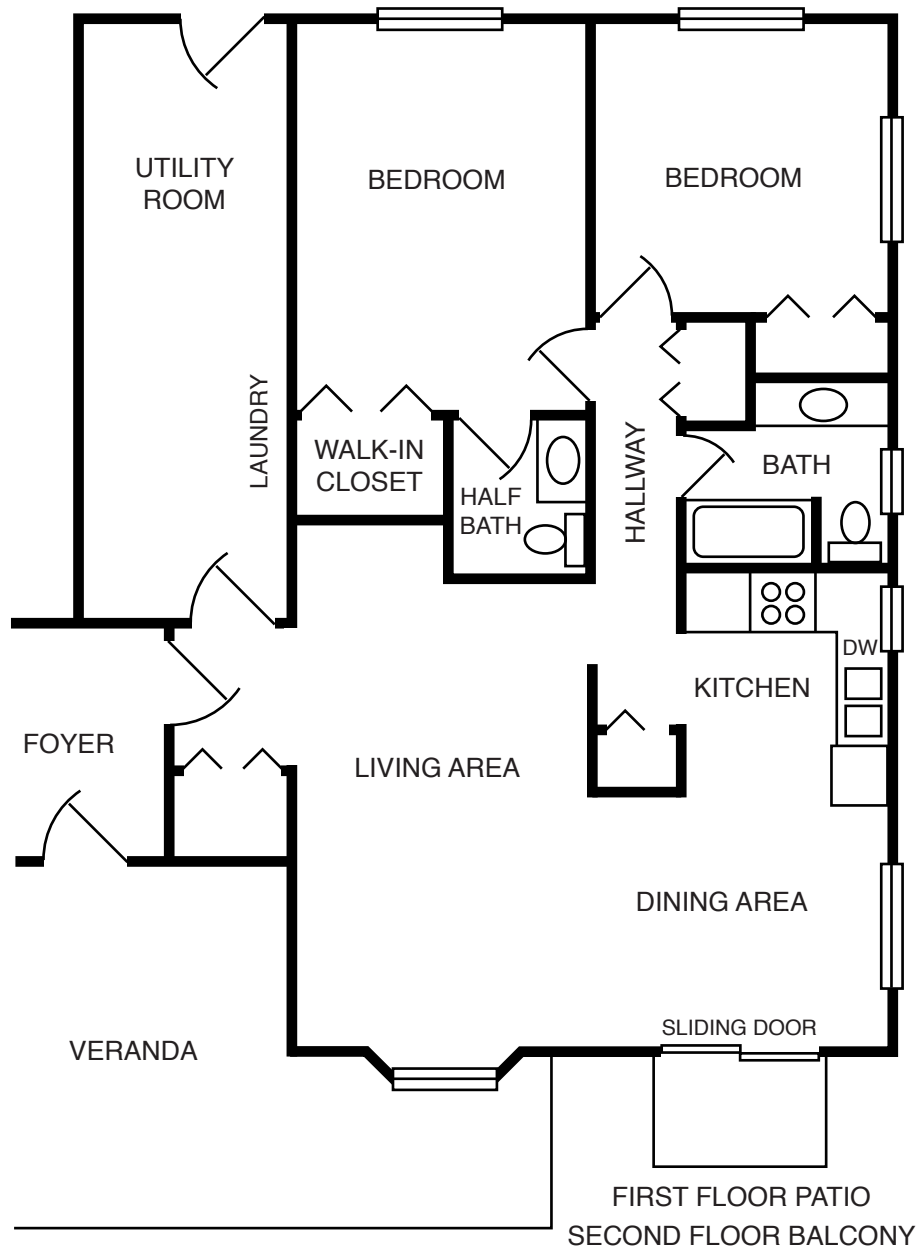 UTILITY
ROOM
BEDROOM
BEDROOM
LAUNDRY
WALK-IN
CLOSET
HALF
BATH
HALLWAY
BATH
DW
KITCHEN
FOYER
LIVING AREA
DINING AREA
SLIDING DOOR
VERANDA
FIRST FLOOR PATIO
SECOND FLOOR BALCONY